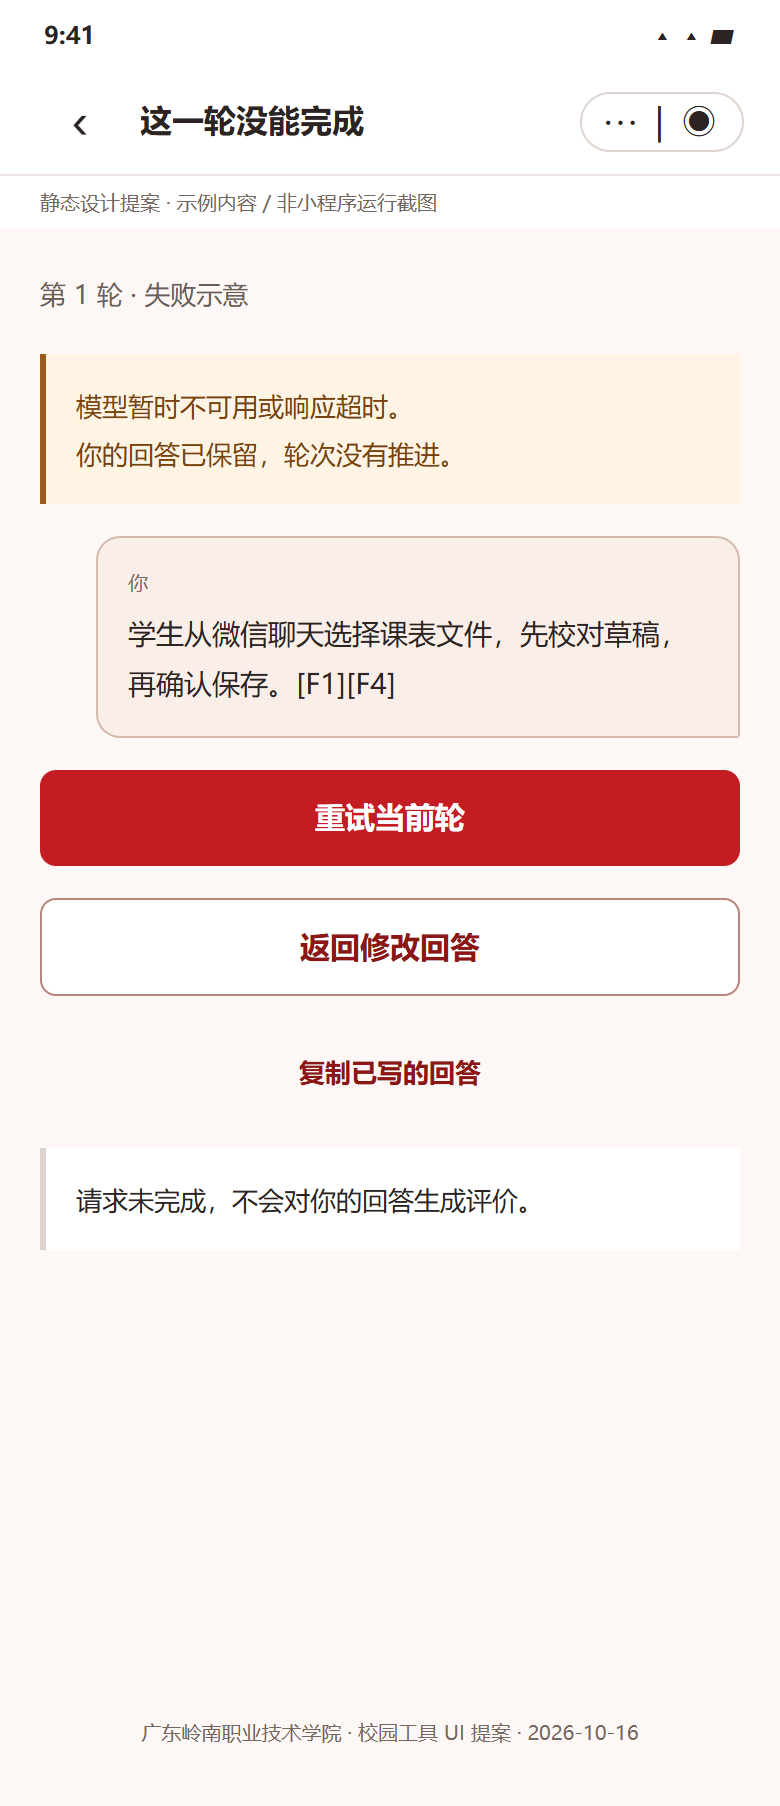 9:41
这一轮没能完成
静态设计提案 · 示例内容 / 非小程序运行截图
第 1 轮 · 失败示意
模型暂时不可用或响应超时。
你的回答已保留，轮次没有推进。
你
学生从微信聊天选择课表文件，先校对草稿，
再确认保存。[F1][F4]
重试当前轮
返回修改回答
复制已写的回答
请求未完成，不会对你的回答生成评价。
广东岭南职业技术学院 · 校园工具 UI 提案 · 2026-10-16